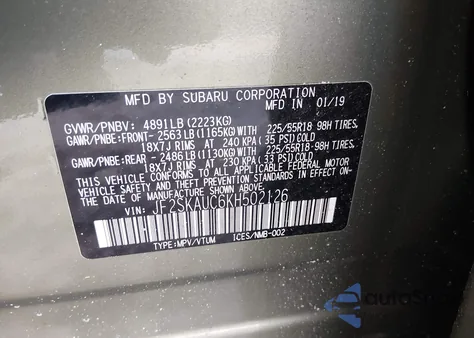 MFD BY SUBARU CORPORATION
MFD IN 01/19
GVWR/PNBV: 4891LB (2223KG)
GAWR/PNBE:FRONT- 2563LB (1165KG)WITH 225/55R18 98H TIRES,
18X7J RIMS AT 240 KPA (35 PSI) COLD
GAWR/PNBE:REAR - 2486LB (1130KG)WITH 225/55R18 98H TIRES,
18X7J RIMS AT 230 KPA (33 PSI) COLD
THIS VEHICLE CONFORMS TO ALL APPLICABLE
FEDERAL MOTOR VEHICLE SAFETY, BUMPER,
AND THEFT PREVENTION STANDARDS IN EFFECT ON THE
DATE OF MANUFACTURE SHOWN ABOVE.
VIN: JF2SKAUC6KH502126
TYPE:MPV/VTUM ICES/NMB-002